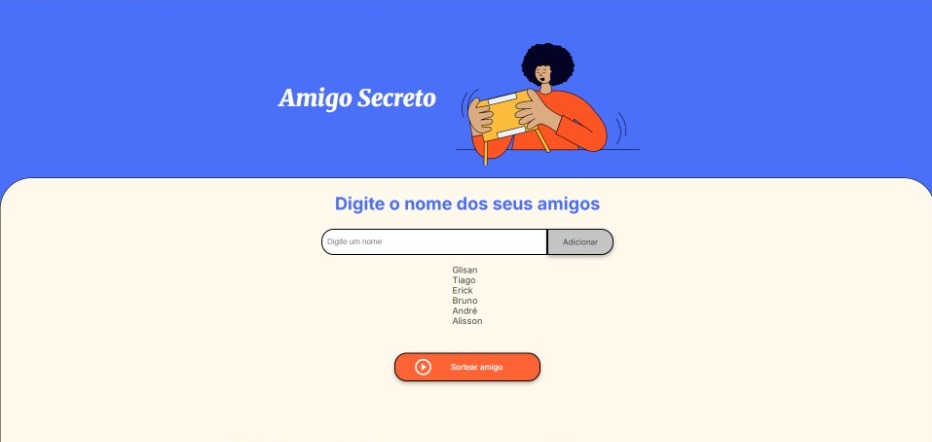 Amigo Secreto
Digite o nome dos seus amigos
Digite um nome
Adicionar
Glisan
Tiago
Erick
Bruno
André
Alisson
Sortear amigo